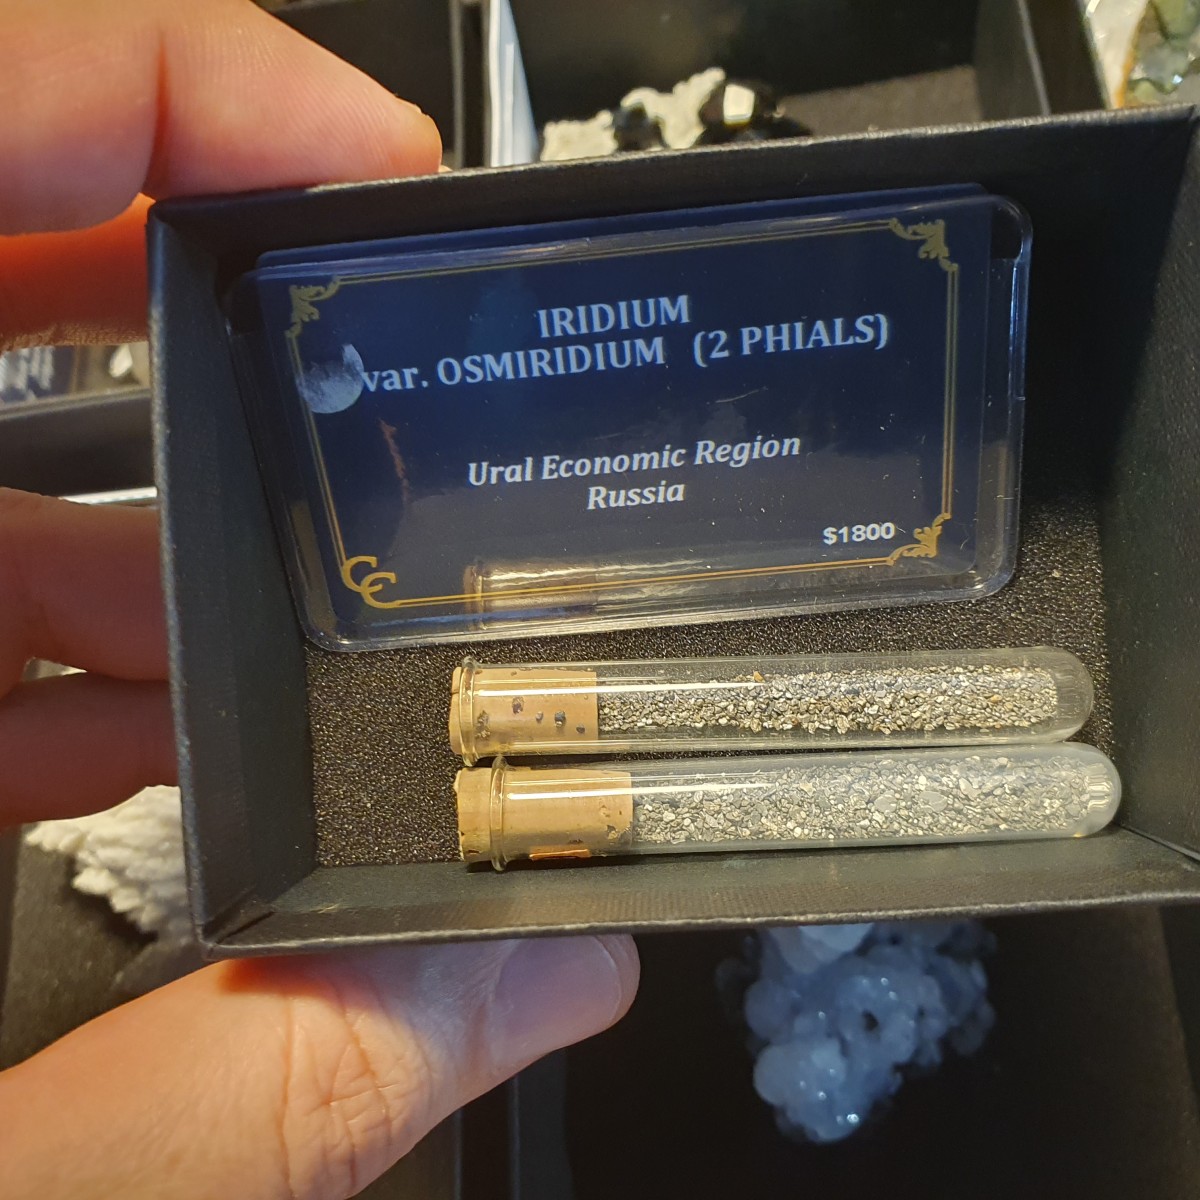 IRIDIUM
var. OSMIRIDIUM (2 PHIALS)
Ural Economic Region
Russia
$1800
CC